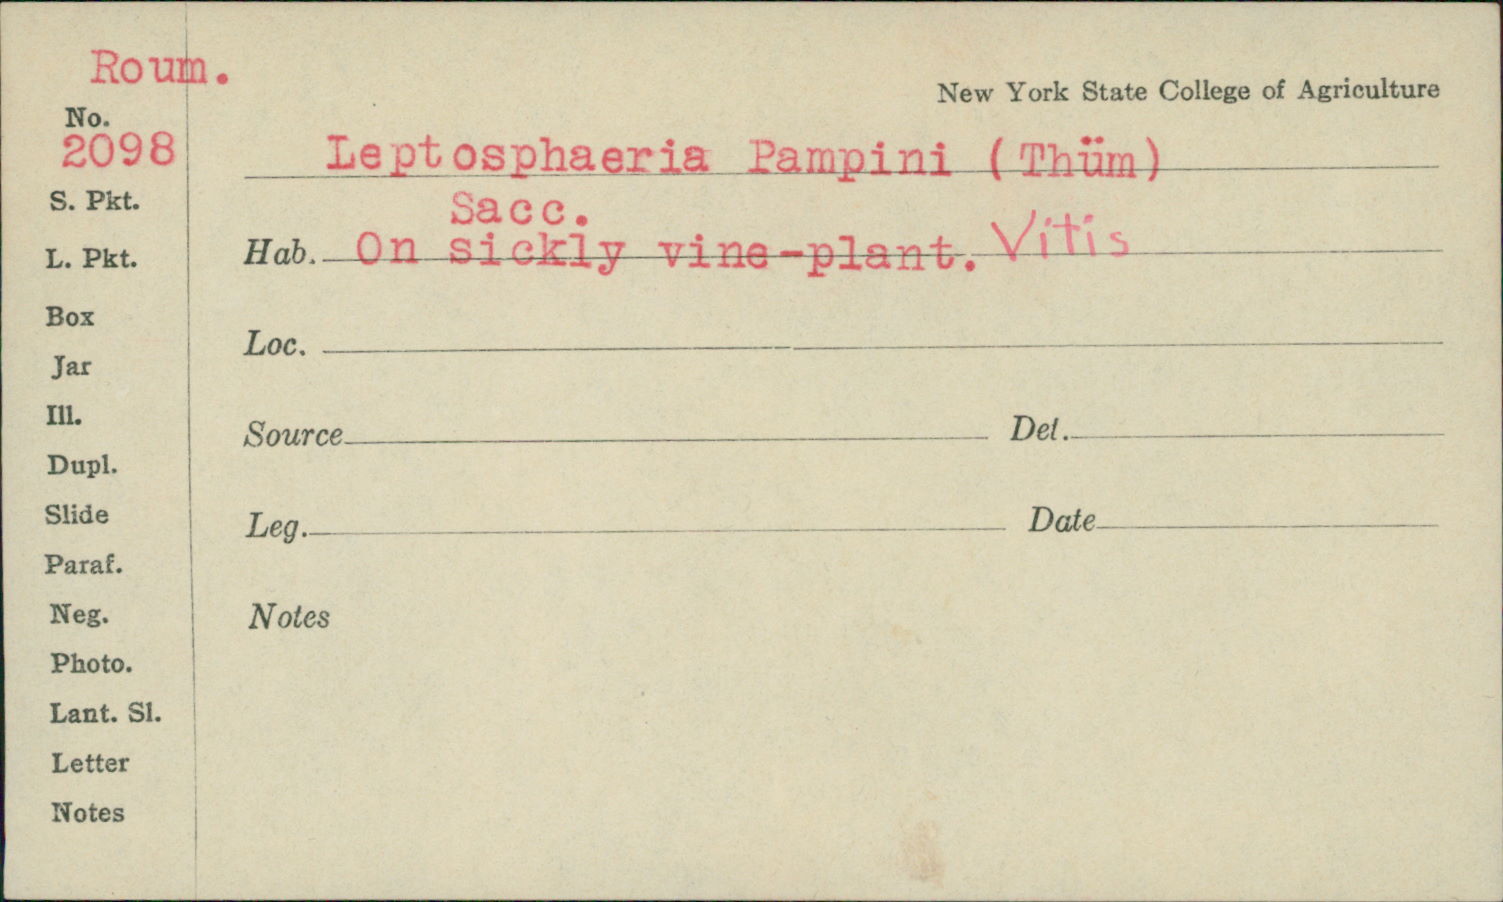 Roum.
New York State College of Agriculture
No.
2098
Leptosphaeria Pampini (Thüm)
Sacc.
S. Pkt.
Hab. On sickly vine-plant. Vitis
L. Pkt.
Box
Loc.
Jar
Ill.
Source Det.
Dupl.
Slide
Leg. Date
Paraf.
Neg.
Notes
Photo.
Lant. Sl.
Letter
Notes